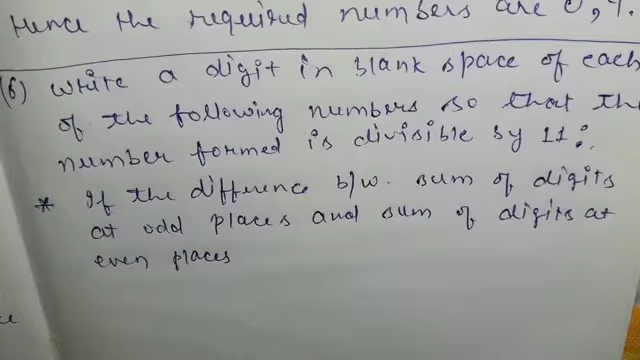 Hence the required numbers are 0, 7.
(6) Write a digit in blank space of each
of the following numbers so that the
number formed is divisible by 11:
* If the difference b/w. sum of digits
at odd places and sum of digits at
even places